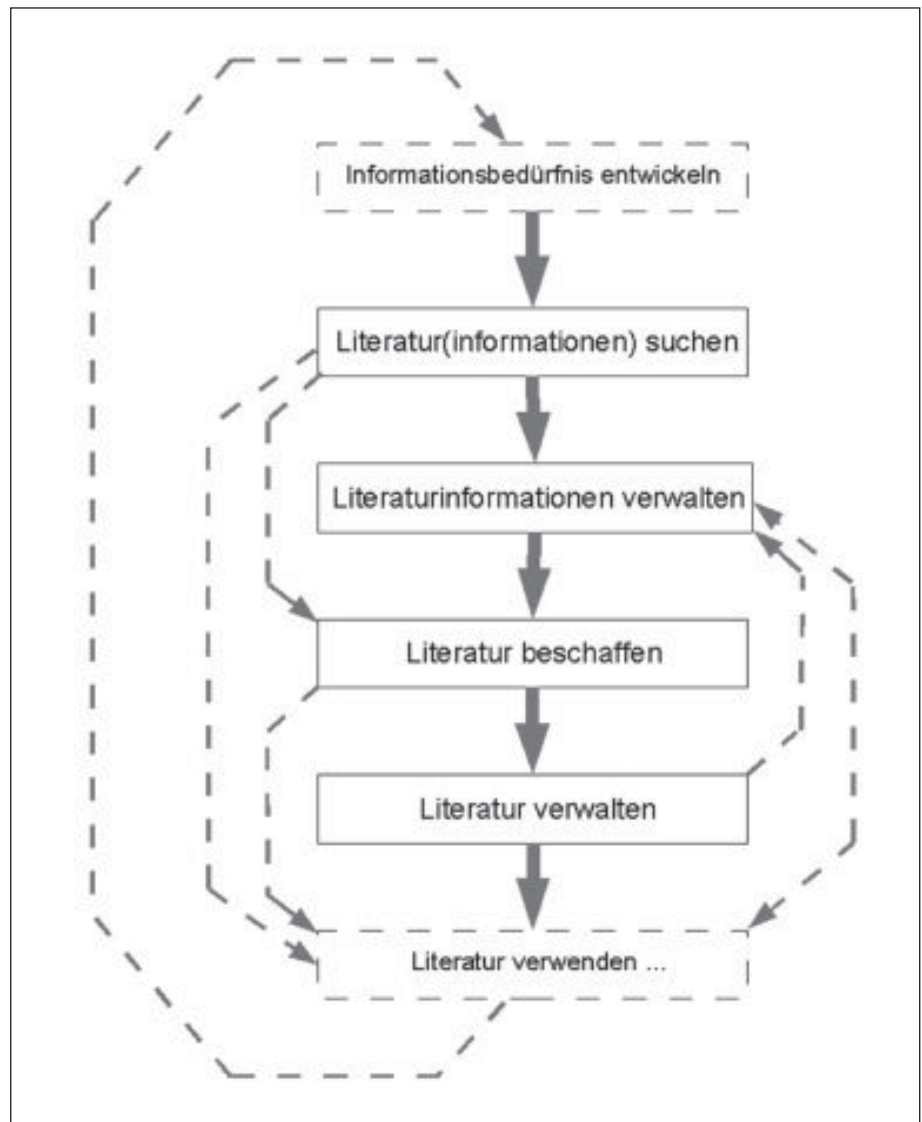 Informationsbedürfnis entwickeln
Literatur(informationen) suchen
Literaturinformationen verwalten
Literatur beschaffen
Literatur verwalten
Literatur verwenden ...